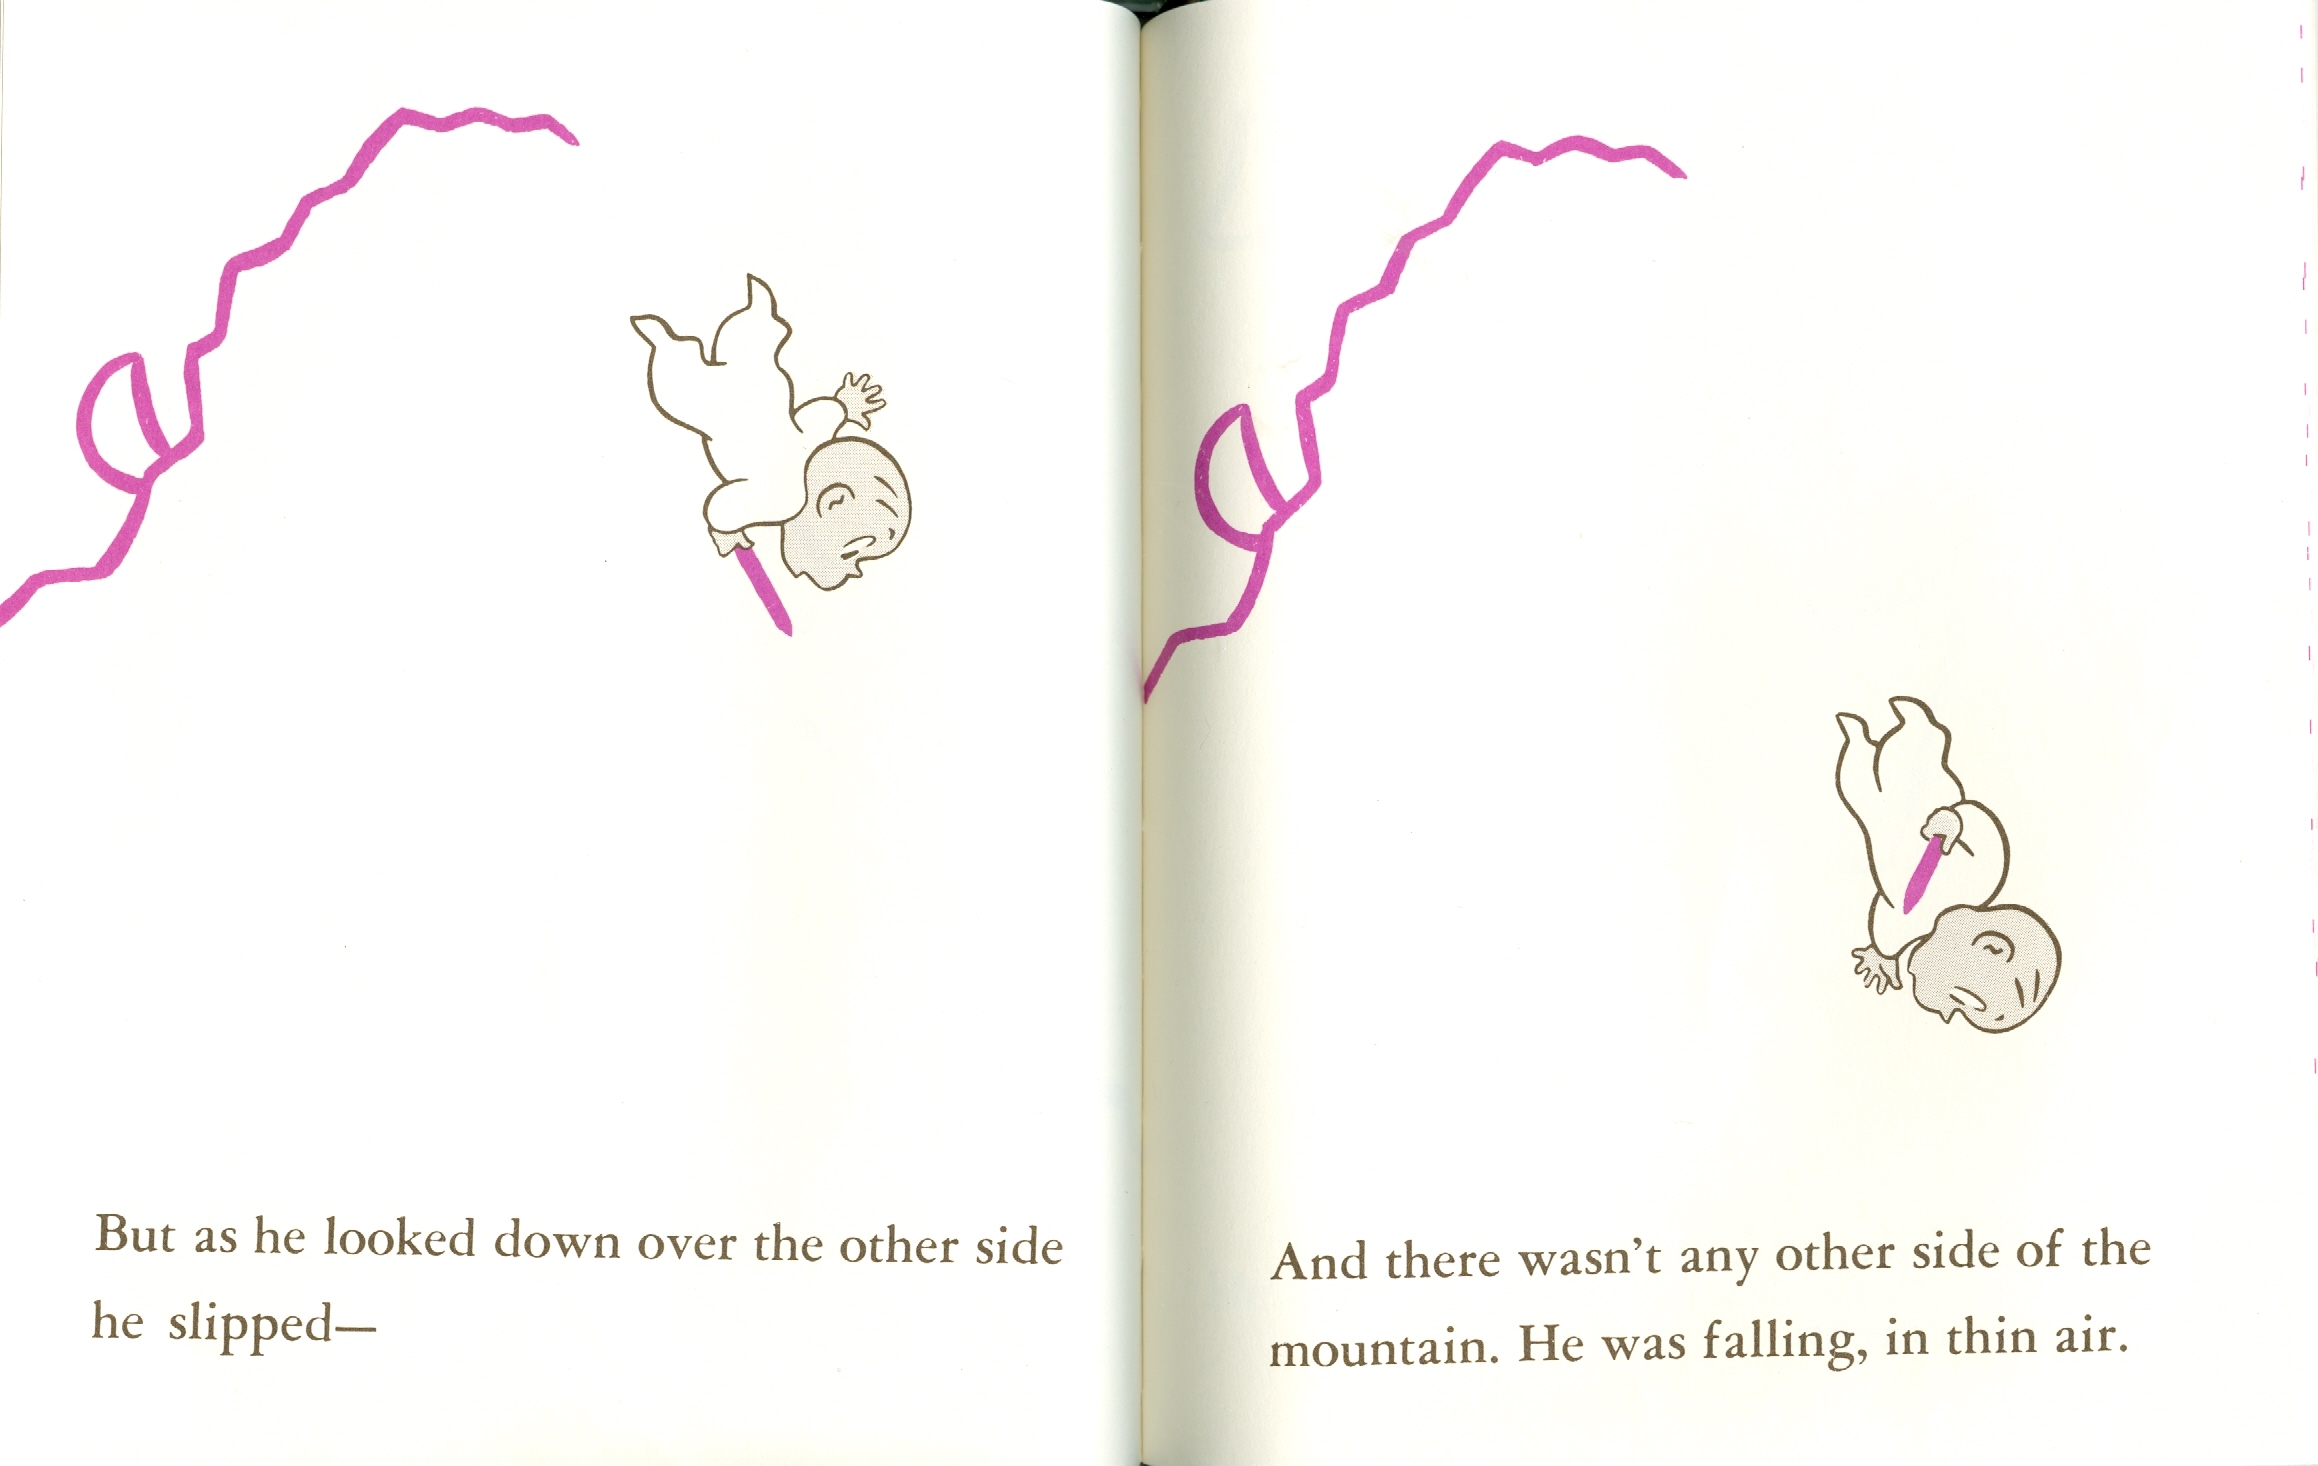 But as he looked down over the other side
he slipped—
And there wasn't any other side of the
mountain. He was falling, in thin air.